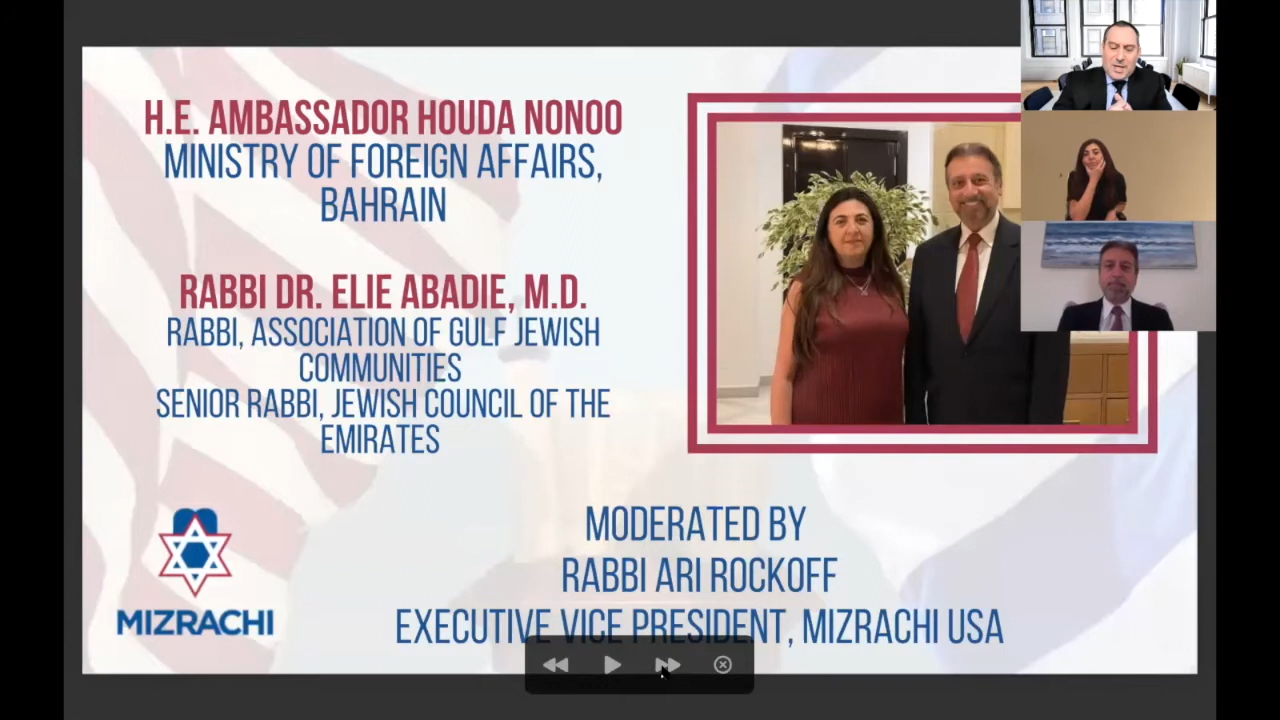 H.E. AMBASSADOR HOUDA NONOO
MINISTRY OF FOREIGN AFFAIRS,
BAHRAIN
RABBI DR. ELIE ABADIE, M.D.
RABBI, ASSOCIATION OF GULF JEWISH
COMMUNITIES
SENIOR RABBI, JEWISH COUNCIL OF THE
EMIRATES
MIZRACHI
MODERATED BY
RABBI ARI ROCKOFF
EXECUTIVE VICE PRESIDENT, MIZRACHI USA